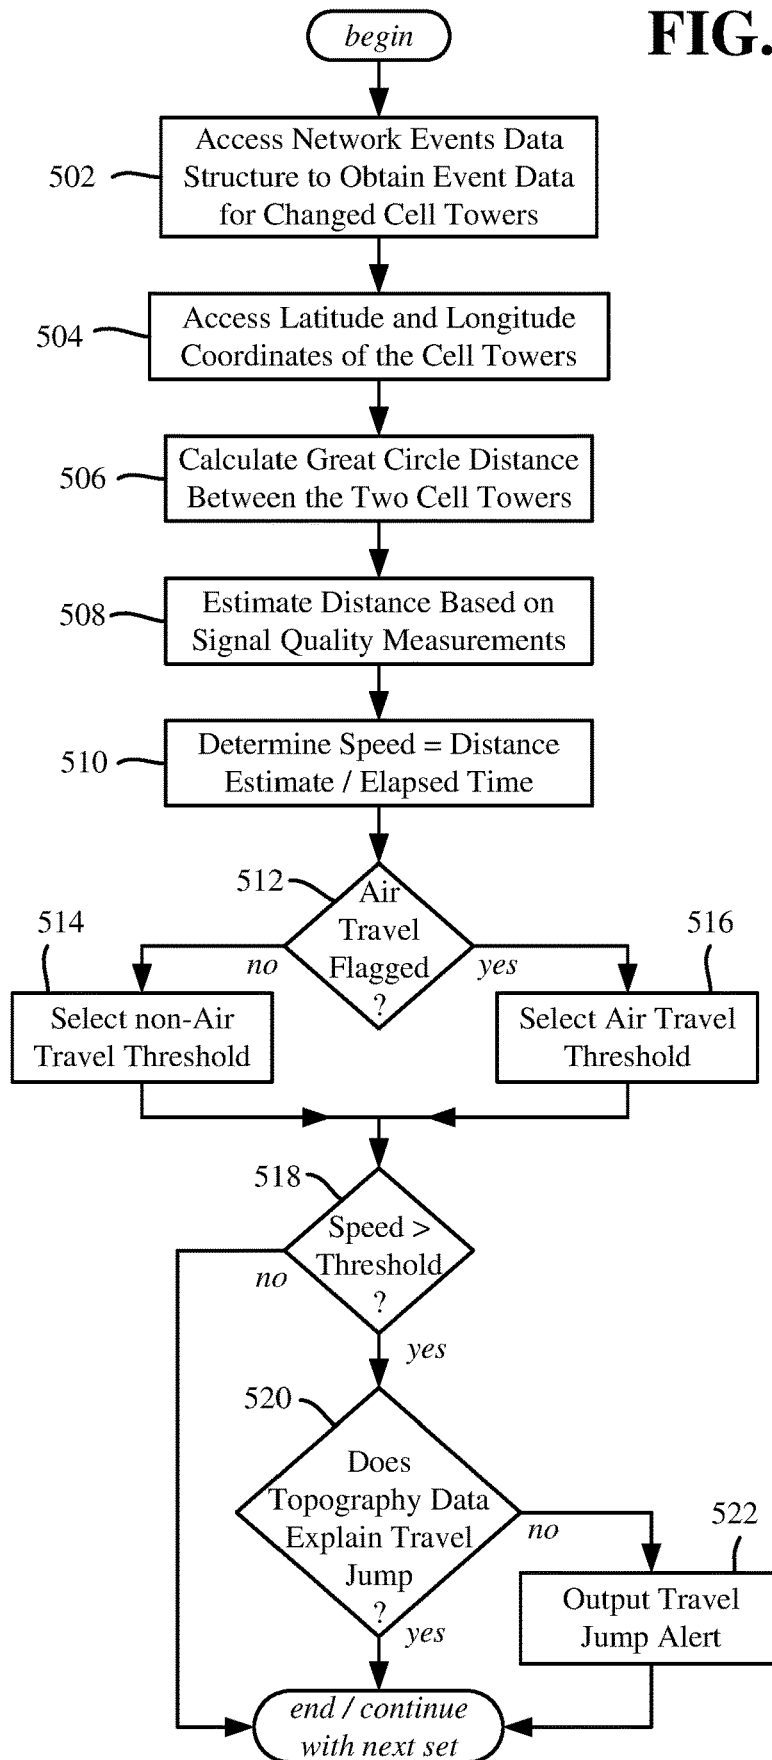 FIG.
begin
502
Access Network Events Data
Structure to Obtain Event Data
for Changed Cell Towers
504
Access Latitude and Longitude
Coordinates of the Cell Towers
506
Calculate Great Circle Distance
Between the Two Cell Towers
508
Estimate Distance Based on
Signal Quality Measurements
510
Determine Speed = Distance
Estimate / Elapsed Time
512
Air
Travel
Flagged
?
no
yes
514
Select non-Air
Travel Threshold
516
Select Air Travel
Threshold
518
Speed >
Threshold
?
no
yes
520
Does
Topography Data
Explain Travel
Jump
?
no
yes
522
Output Travel
Jump Alert
end / continue
with next set